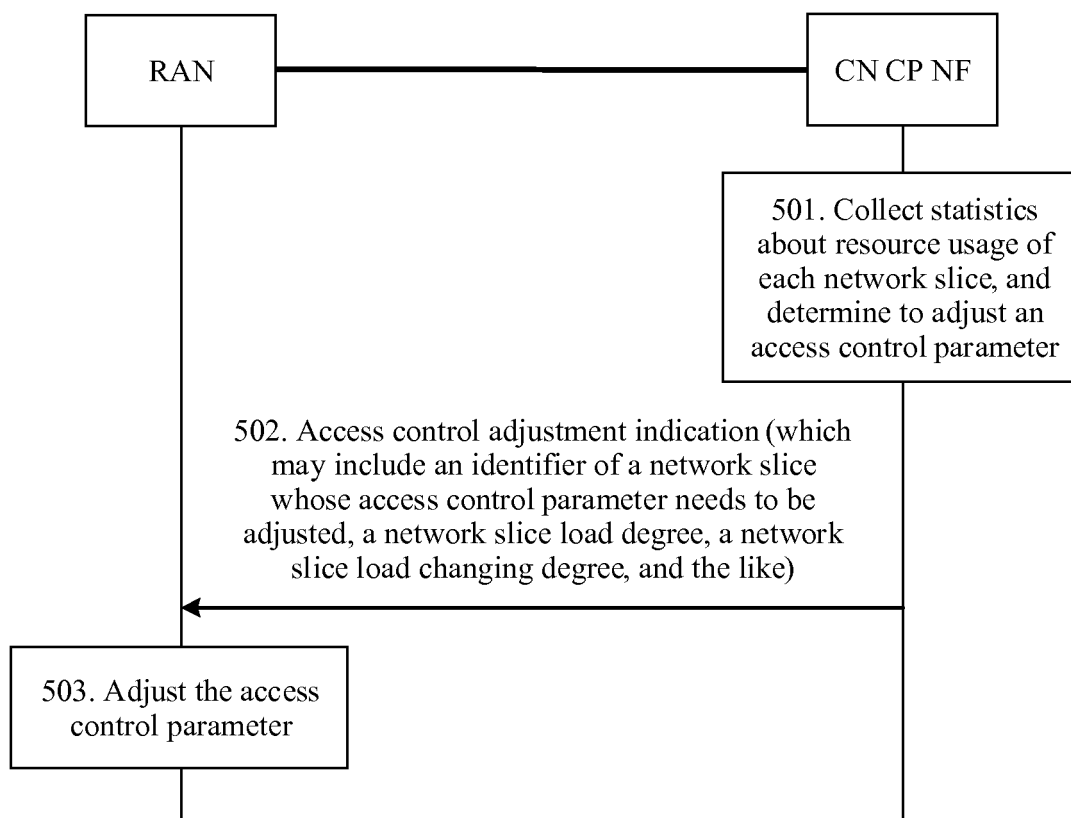 RAN
CN CP NF
501. Collect statistics
about resource usage of
each network slice, and
determine to adjust an
access control parameter
502. Access control adjustment indication (which
may include an identifier of a network slice
whose access control parameter needs to be
adjusted, a network slice load degree, a network
slice load changing degree, and the like)
503. Adjust the access
control parameter